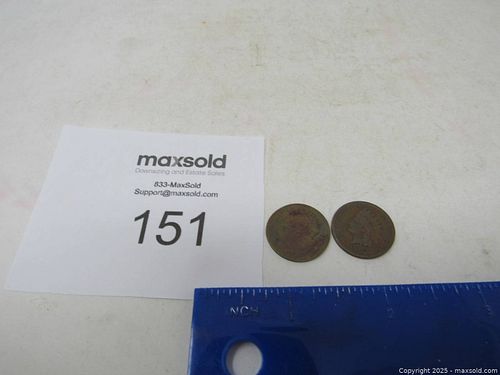 maxsold
Downsizing and Estate Sales
833-MaxSold
Support@maxsold.com
151
INCH
1
2
Copyright © 2025 - maxsold.com